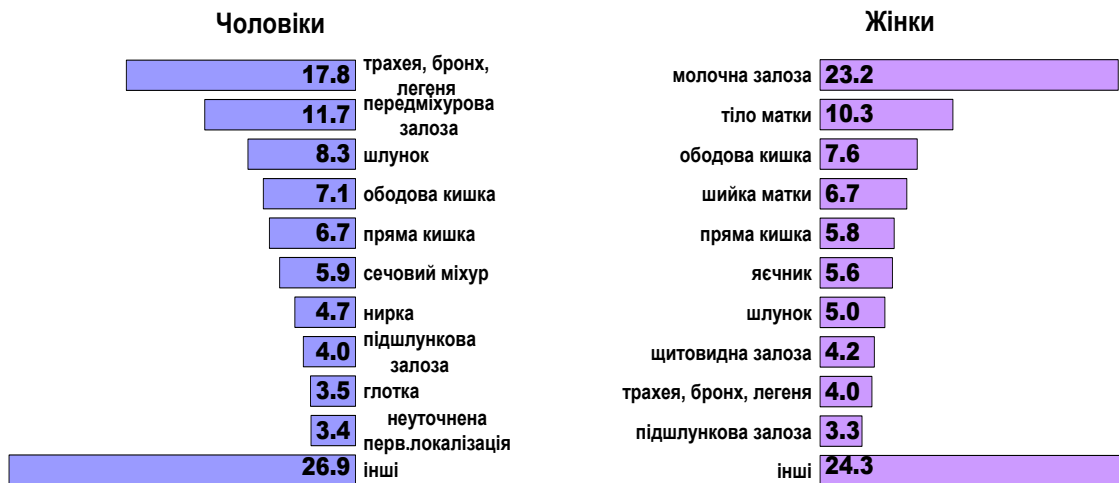 Чоловіки
17.8 трахея, бронх,
легеня
11.7 передміхурова
залоза
8.3 шлунок
7.1 ободова кишка
6.7 пряма кишка
5.9 сечовий міхур
4.7 нирка
4.0 підшлункова
залоза
3.5 глотка
3.4 неуточнена
перв.локалізація
26.9 інші
Жінки
молочна залоза 23.2
тіло матки 10.3
ободова кишка 7.6
шийка матки 6.7
пряма кишка 5.8
яєчник 5.6
шлунок 5.0
щитовидна залоза 4.2
трахея, бронх, легеня 4.0
підшлункова залоза 3.3
інші 24.3